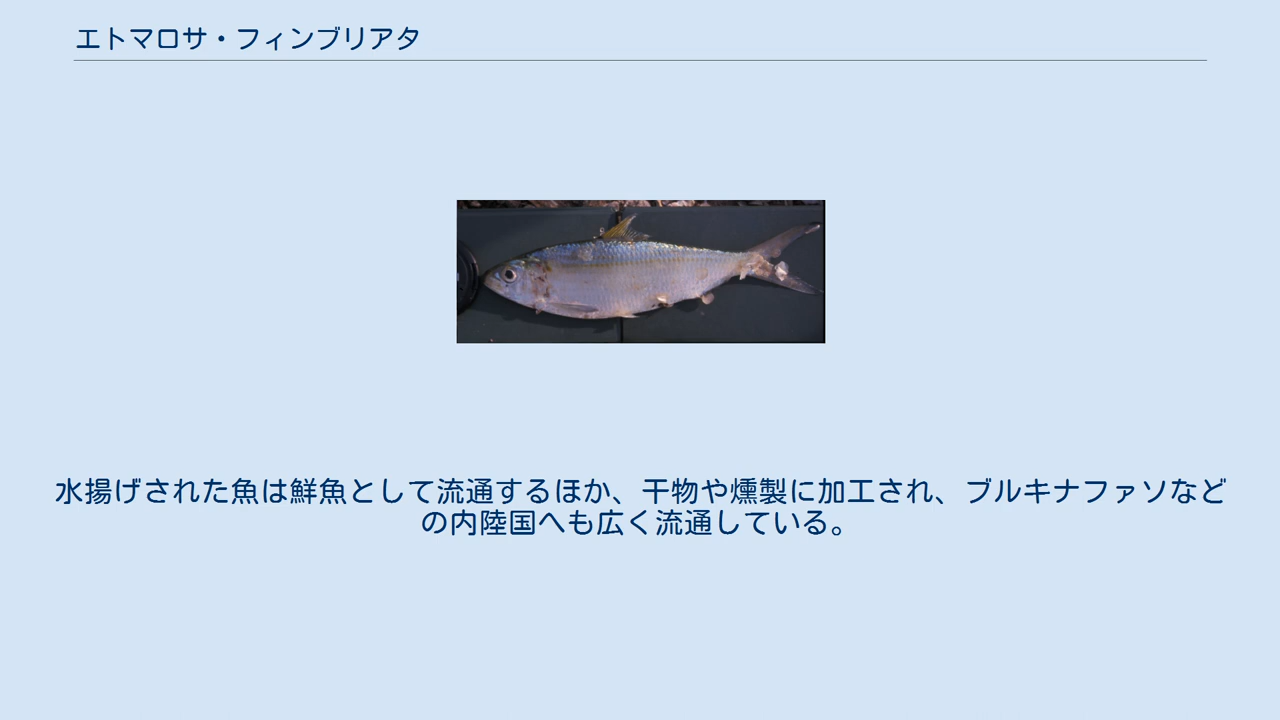 エトマロサ・フィンブリアタ
水揚げされた魚は鮮魚として流通するほか、干物や燻製に加工され、ブルキナファソなど
の内陸国へも広く流通している。